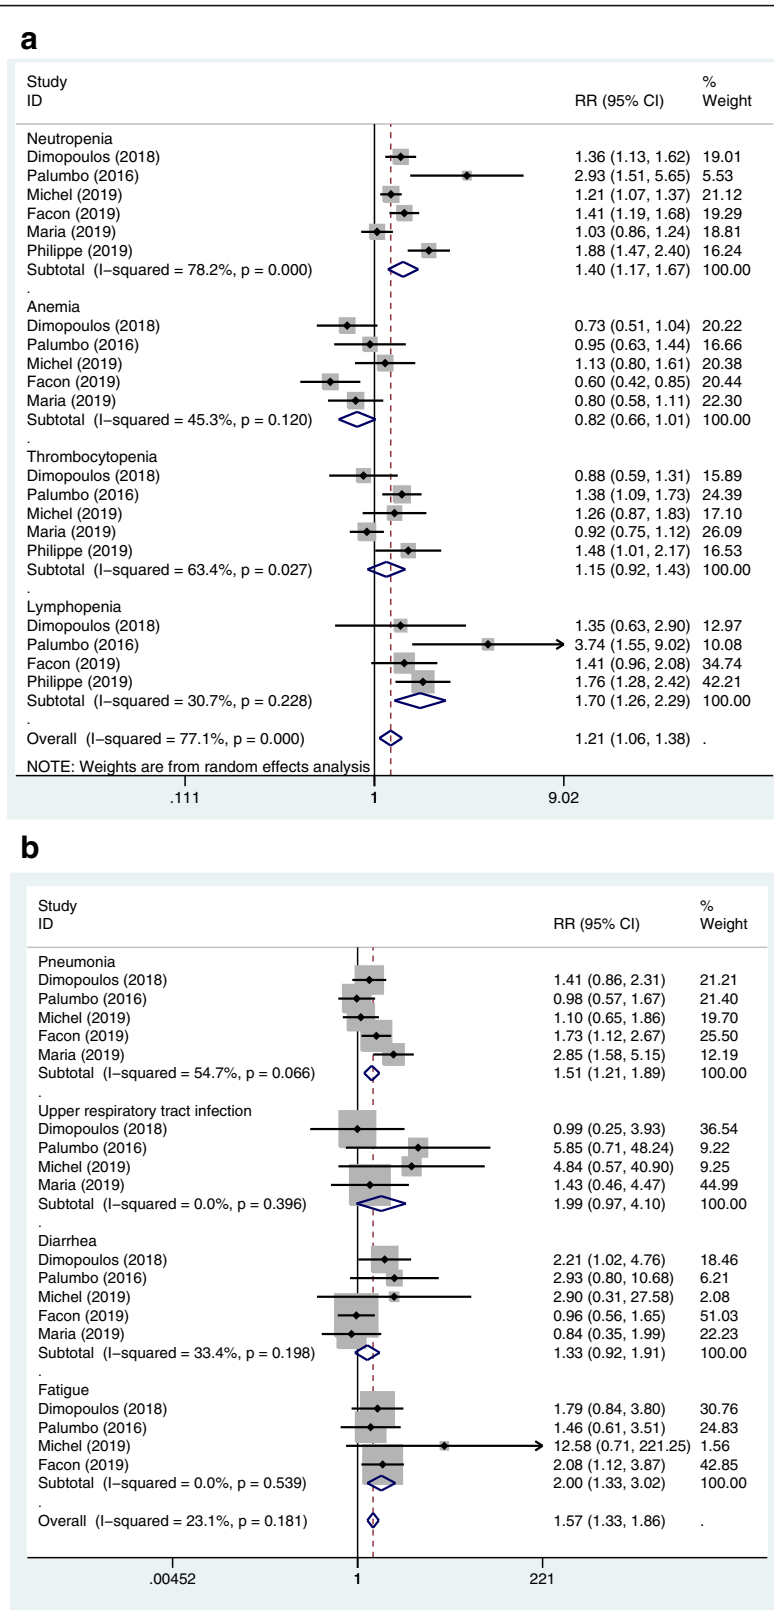 a
Study %
ID RR (95% CI) Weight
Neutropenia
Dimopoulos (2018) 1.36 (1.13, 1.62) 19.01
Palumbo (2016) 2.93 (1.51, 5.65) 5.53
Michel (2019) 1.21 (1.07, 1.37) 21.12
Facon (2019) 1.41 (1.19, 1.68) 19.29
Maria (2019) 1.03 (0.86, 1.24) 18.81
Philippe (2019) 1.88 (1.47, 2.40) 16.24
Subtotal (I−squared = 78.2%, p = 0.000) 1.40 (1.17, 1.67) 100.00
.
Anemia
Dimopoulos (2018) 0.73 (0.51, 1.04) 20.22
Palumbo (2016) 0.95 (0.63, 1.44) 16.66
Michel (2019) 1.13 (0.80, 1.61) 20.38
Facon (2019) 0.60 (0.42, 0.85) 20.44
Maria (2019) 0.80 (0.58, 1.11) 22.30
Subtotal (I−squared = 45.3%, p = 0.120) 0.82 (0.66, 1.01) 100.00
.
Thrombocytopenia
Dimopoulos (2018) 0.88 (0.59, 1.31) 15.89
Palumbo (2016) 1.38 (1.09, 1.73) 24.39
Michel (2019) 1.26 (0.87, 1.83) 17.10
Maria (2019) 0.92 (0.75, 1.12) 26.09
Philippe (2019) 1.48 (1.01, 2.17) 16.53
Subtotal (I−squared = 63.4%, p = 0.027) 1.15 (0.92, 1.43) 100.00
.
Lymphopenia
Dimopoulos (2018) 1.35 (0.63, 2.90) 12.97
Palumbo (2016) 3.74 (1.55, 9.02) 10.08
Facon (2019) 1.41 (0.96, 2.08) 34.74
Philippe (2019) 1.76 (1.28, 2.42) 42.21
Subtotal (I−squared = 30.7%, p = 0.228) 1.70 (1.26, 2.29) 100.00
.
Overall (I−squared = 77.1%, p = 0.000) 1.21 (1.06, 1.38) .
NOTE: Weights are from random effects analysis
.111 1 9.02
b
Study %
ID RR (95% CI) Weight
Pneumonia
Dimopoulos (2018) 1.41 (0.86, 2.31) 21.21
Palumbo (2016) 0.98 (0.57, 1.67) 21.40
Michel (2019) 1.10 (0.65, 1.86) 19.70
Facon (2019) 1.73 (1.12, 2.67) 25.50
Maria (2019) 2.85 (1.58, 5.15) 12.19
Subtotal (I−squared = 54.7%, p = 0.066) 1.51 (1.21, 1.89) 100.00
.
Upper respiratory tract infection
Dimopoulos (2018) 0.99 (0.25, 3.93) 36.54
Palumbo (2016) 5.85 (0.71, 48.24) 9.22
Michel (2019) 4.84 (0.57, 40.90) 9.25
Maria (2019) 1.43 (0.46, 4.47) 44.99
Subtotal (I−squared = 0.0%, p = 0.396) 1.99 (0.97, 4.10) 100.00
.
Diarrhea
Dimopoulos (2018) 2.21 (1.02, 4.76) 18.46
Palumbo (2016) 2.93 (0.80, 10.68) 6.21
Michel (2019) 2.90 (0.31, 27.58) 2.08
Facon (2019) 0.96 (0.56, 1.65) 51.03
Maria (2019) 0.84 (0.35, 1.99) 22.23
Subtotal (I−squared = 33.4%, p = 0.198) 1.33 (0.92, 1.91) 100.00
.
Fatigue
Dimopoulos (2018) 1.79 (0.84, 3.80) 30.76
Palumbo (2016) 1.46 (0.61, 3.51) 24.83
Michel (2019) 12.58 (0.71, 221.25) 1.56
Facon (2019) 2.08 (1.12, 3.87) 42.85
Subtotal (I−squared = 0.0%, p = 0.539) 2.00 (1.33, 3.02) 100.00
.
Overall (I−squared = 23.1%, p = 0.181) 1.57 (1.33, 1.86) .
.00452 1 221